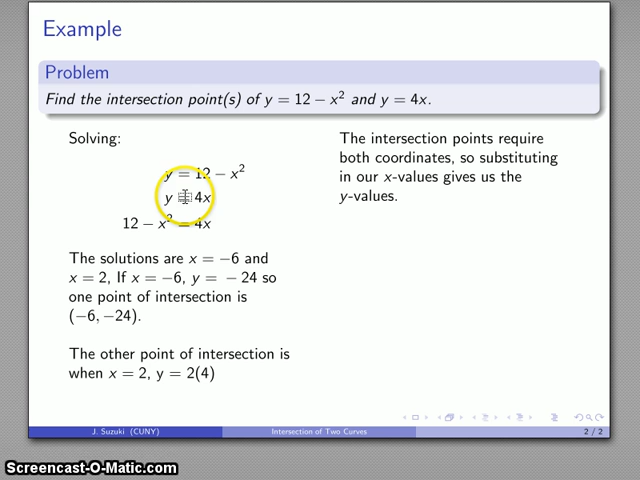 Example
Problem
Find the intersection point(s) of y = 12 − x² and y = 4x.
Solving:
y = 12 − x²
y = 4x
12 − x² = 4x
The solutions are x = −6 and
x = 2, If x = −6, y = − 24 so
one point of intersection is
(−6, −24).
The other point of intersection is
when x = 2, y = 2(4)
The intersection points require
both coordinates, so substituting
in our x-values gives us the
y-values.
J. Suzuki (CUNY)
Intersection of Two Curves
2 / 2
Screencast-O-Matic.com